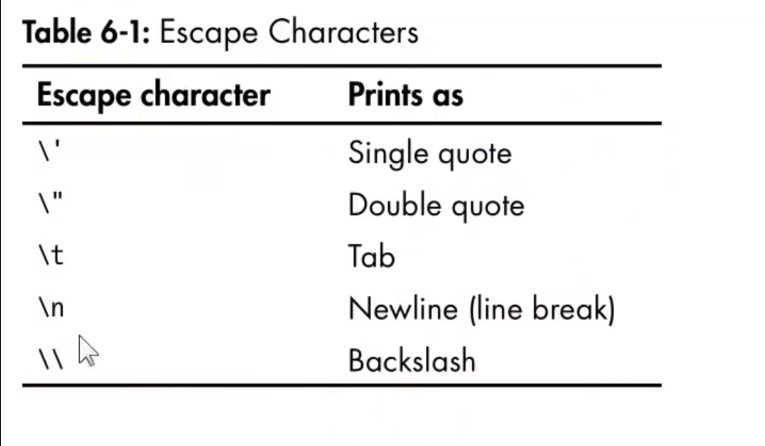 Table 6-1: Escape Characters
Escape character Prints as
\' Single quote
\" Double quote
\t Tab
\n Newline (line break)
\\ Backslash